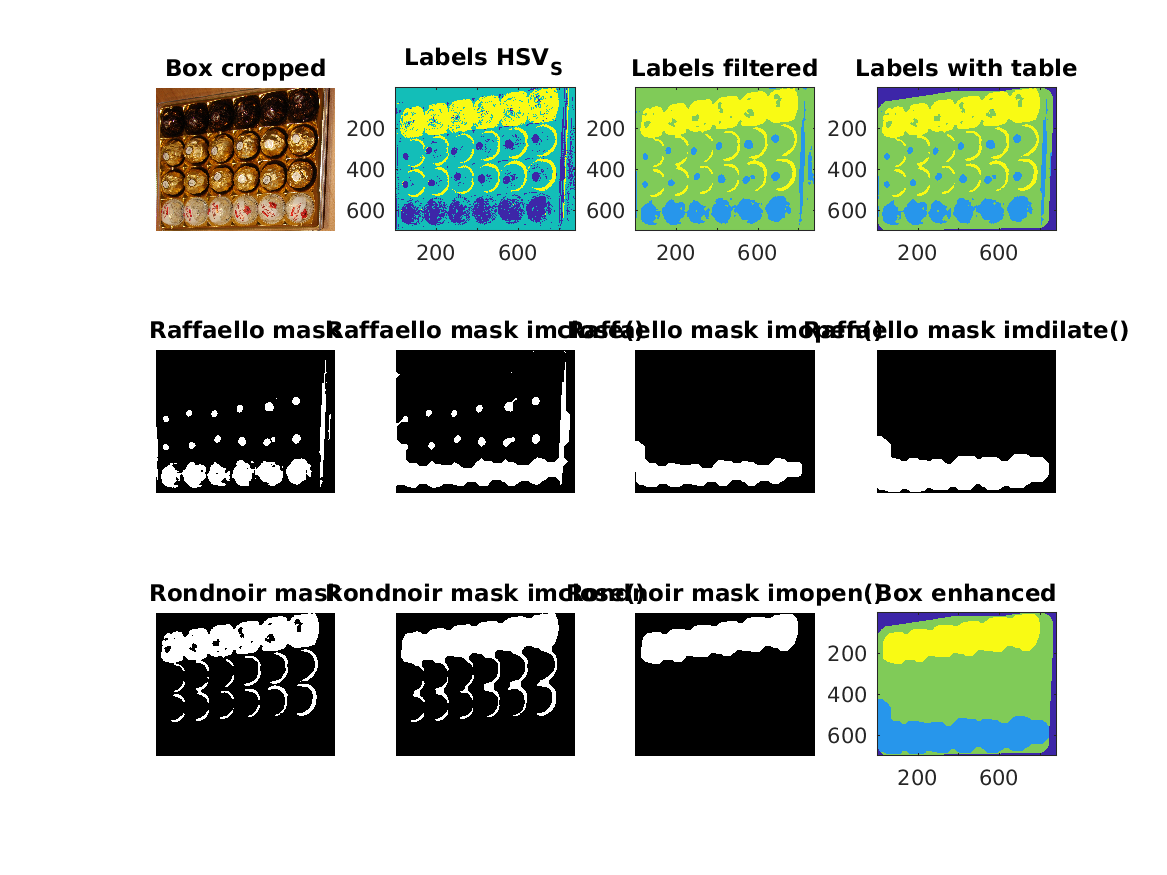 Box cropped
Labels HSV_S
Labels filtered
Labels with table
200
400
600
200
600
200
400
600
200
600
200
400
600
200
600
Raffaello mask
Raffaello mask imclose()
Raffaello mask imopen()
Raffaello mask imdilate()
Rondnoir mask
Rondnoir mask imclose()
Rondnoir mask imopen()
Box enhanced
200
400
600
200
600